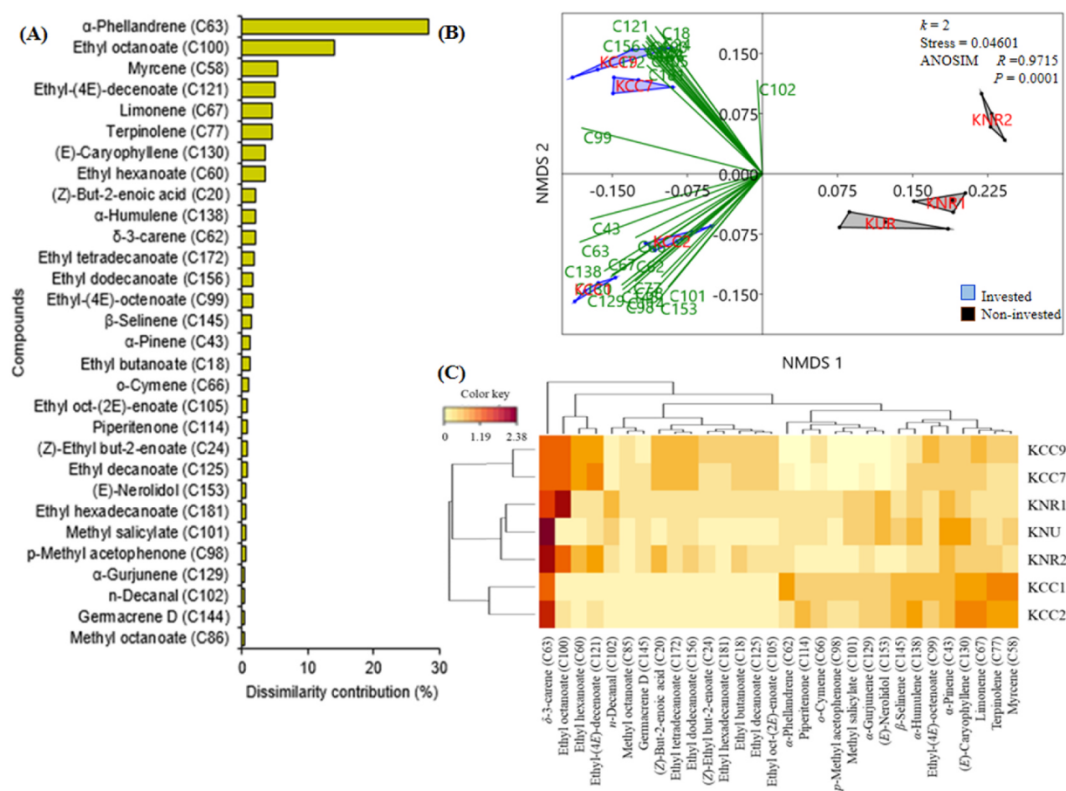 (A)
Compounds
α-Phellandrene (C63)
Ethyl octanoate (C100)
Myrcene (C58)
Ethyl-(4E)-decenoate (C121)
Limonene (C67)
Terpinolene (C77)
(E)-Caryophyllene (C130)
Ethyl hexanoate (C60)
(Z)-But-2-enoic acid (C20)
α-Humulene (C138)
δ-3-carene (C62)
Ethyl tetradecanoate (C172)
Ethyl dodecanoate (C156)
Ethyl-(4E)-octenoate (C99)
β-Selinene (C145)
α-Pinene (C43)
Ethyl butanoate (C18)
o-Cymene (C66)
Ethyl oct-(2E)-enoate (C105)
Piperitenone (C114)
(Z)-Ethyl but-2-enoate (C24)
Ethyl decanoate (C125)
(E)-Nerolidol (C153)
Ethyl hexadecanoate (C181)
Methyl salicylate (C101)
p-Methyl acetophenone (C98)
α-Gurjunene (C129)
n-Decanal (C102)
Germacrene D (C144)
Methyl octanoate (C86)
0 10 20 30 40
Dissimilarity contribution (%)
(B)
NMDS 2
k = 2
Stress = 0.04601
ANOSIM R =0.9715
P = 0.0001
0.150
0.075
0.000
-0.075
-0.150
-0.150 -0.075 0.075 0.150 0.225
C121
C18
C156
KCC9
KCC7
C102
C99
KNR2
KNR1
KUR
C43
C63
KCC2
C67
C62
C138
C129
C77
C101
C98
C153
Invested
Non-invested
NMDS 1
(C)
Color key
0 1.19 2.38
KCC9
KCC7
KNR1
KNU
KNR2
KCC1
KCC2
δ-3-carene (C63)
Ethyl octanoate (C100)
Ethyl hexanoate (C60)
Ethyl-(4E)-decenoate (C121)
n-Decanal (C102)
Methyl octanoate (C85)
Germacrene D (C145)
(Z)-But-2-enoic acid (C20)
Ethyl tetradecanoate (C172)
Ethyl dodecanoate (C156)
(Z)-Ethyl but-2-enoate (C24)
Ethyl hexadecanoate (C181)
Ethyl butanoate (C18)
Ethyl decanoate (C125)
Ethyl oct-(2E)-enoate (C105)
α-Phellandrene (C62)
Piperitenone (C114)
o-Cymene (C66)
p-Methyl acetophenone (C98)
Methyl salicylate (C101)
α-Gurjunene (C129)
(E)-Nerolidol (C153)
β-Selinene (C145)
α-Humulene (C138)
Ethyl-(4E)-octenoate (C99)
α-Pinene (C43)
(E)-Caryophyllene (C130)
Limonene (C67)
Terpinolene (C77)
Myrcene (C58)